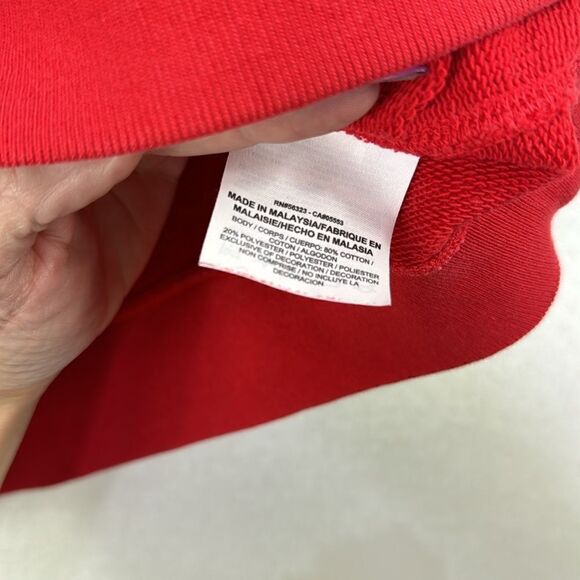 RN#56323 - CA#05553
MADE IN MALAYSIA/FABRIQUE EN
MALAISIE/HECHO EN MALASIA
BODY / CORPS / CUERPO: 80% COTTON /
COTON / ALGODON
20% POLYESTER / POLYESTER / POLIESTER
EXCLUSIVE OF DECORATION / DECORATION
NON COMPRISE / NO INCLUYE LA
DECORACION.